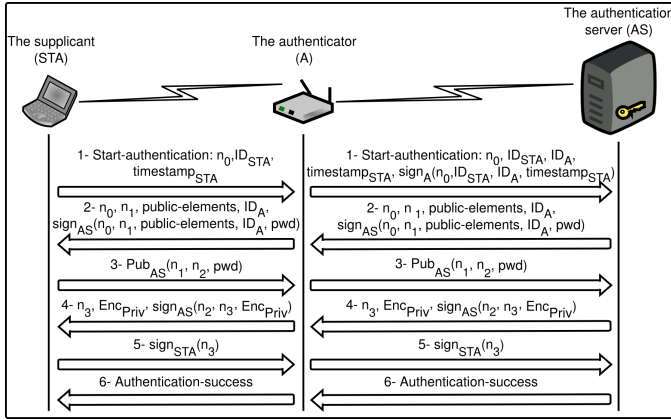 The supplicant
(STA)
The authenticator
(A)
The authentication
server (AS)
1- Start-authentication: n0,IDSTA,
timestampSTA
1- Start-authentication: n0, IDSTA, IDA,
timestampSTA, signA(n0,IDSTA, IDA, timestampSTA)
2- n0, n1, public-elements, IDA,
signAS(n0, n1, public-elements, IDA, pwd)
2- n0, n1, public-elements, IDA,
signAS(n0, n1, public-elements, IDA, pwd)
3- PubAS(n1, n2, pwd)
3- PubAS(n1, n2, pwd)
4- n3, EncPriv, signAS(n2, n3, EncPriv)
4- n3, EncPriv, signAS(n2, n3, EncPriv)
5- signSTA(n3)
5- signSTA(n3)
6- Authentication-success
6- Authentication-success